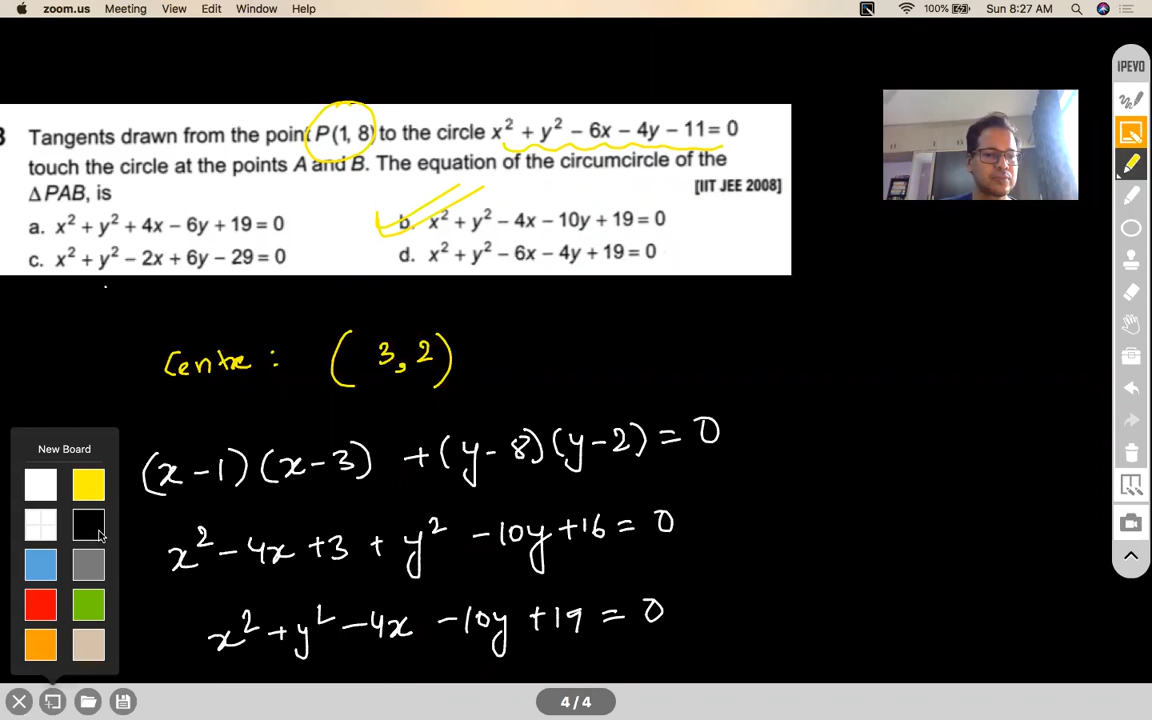 zoom.us Meeting View Edit Window Help 100% Sun 8:27 AM
IPEVO
3 Tangents drawn from the point P(1, 8) to the circle x² + y² − 6x − 4y − 11 = 0
touch the circle at the points A and B. The equation of the circumcircle of the
ΔPAB, is [IIT JEE 2008]
a. x² + y² + 4x − 6y + 19 = 0 b. x² + y² − 4x − 10y + 19 = 0
c. x² + y² − 2x + 6y − 29 = 0 d. x² + y² − 6x − 4y + 19 = 0
Centre : (3, 2)
(x − 1)(x − 3) + (y − 8)(y − 2) = 0
x² − 4x + 3 + y² − 10y + 16 = 0
x² + y² − 4x − 10y + 19 = 0
New Board
4/4